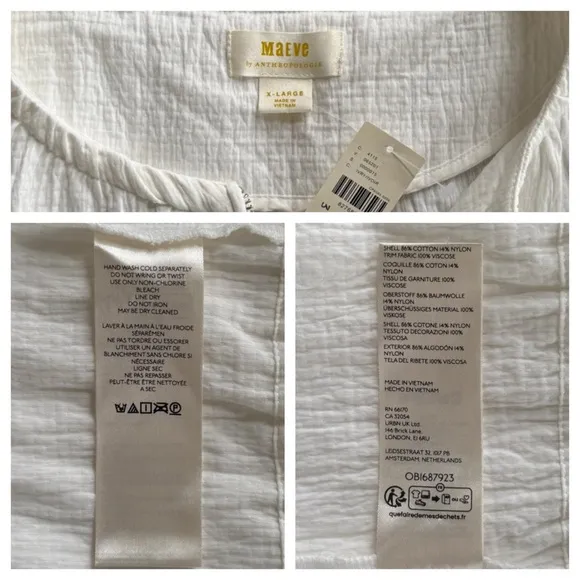 MAEVE
by ANTHROPOLOGIE
X-LARGE
MADE IN
VIETNAM
HAND WASH COLD SEPARATELY
DO NOT WRING OR TWIST
USE ONLY NON-CHLORINE
BLEACH
LINE DRY
DO NOT IRON
MAY BE DRY CLEANED
LAVER À LA MAIN À L'EAU FROIDE
SÉPARÉMEN
NE PAS TORDRE OU ESSORER
UTILISER UN AGENT DE
BLANCHIMENT SANS CHLORE SI
NÉCESSAIRE
LIGNE SEC
NE PAS REPASSER
PEUT-ÊTRE ÊTRE NETTOYÉE
A SEC
SHELL 86% COTTON 14% NYLON
TRIM FABRIC 100% VISCOSE
COQUILLE 86% COTON 14%
NYLON
TISSU DE GARNITURE 100%
VISCOSE
OBERSTOFF 86% BAUMWOLLE
14% NYLON
ÜBERSCHÜSSIGES MATERIAL 100%
VISKOSE
SHELL 86% COTONE 14% NYLON
TESSUTO DECORAZIONI 100%
VISCOSA
EXTERIOR 86% ALGODÓN 14%
NYLON
TELA DEL RIBETE 100% VISCOSA
MADE IN VIETNAM
HECHO EN VIETNAM
RN 66170
CA 32054
URBN UK Ltd.
146 Brick Lane,
LONDON, E1 6RU
LEIDSESTRAAT 32, 1017 PB
AMSTERDAM, NETHERLANDS
OB1687923
FR
OU
quefairedemesdechets.fr